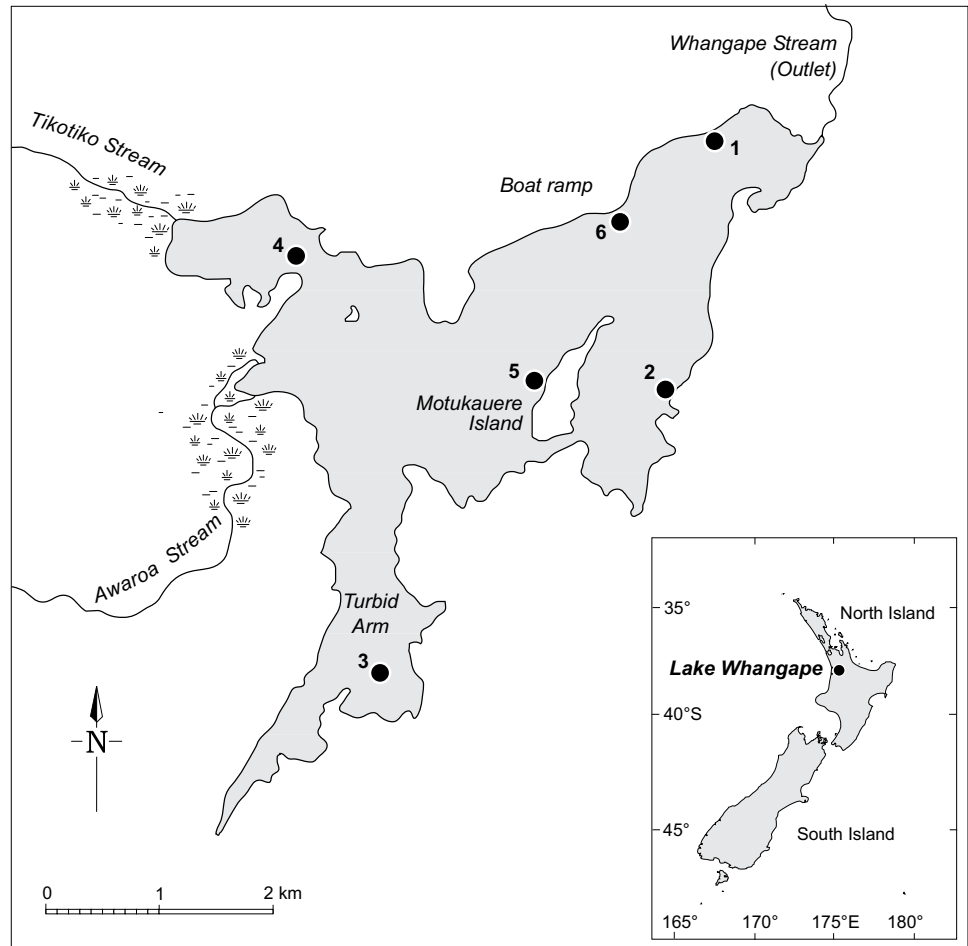 Whangape Stream
(Outlet)
Tikotiko Stream
1
Boat ramp
6
4
5
2
Motukauere
Island
Awaroa Stream
Turbid
Arm
3
N
0 1 2 km
35°
North Island
Lake Whangape
40°S
45°
South Island
165° 170° 175°E 180°